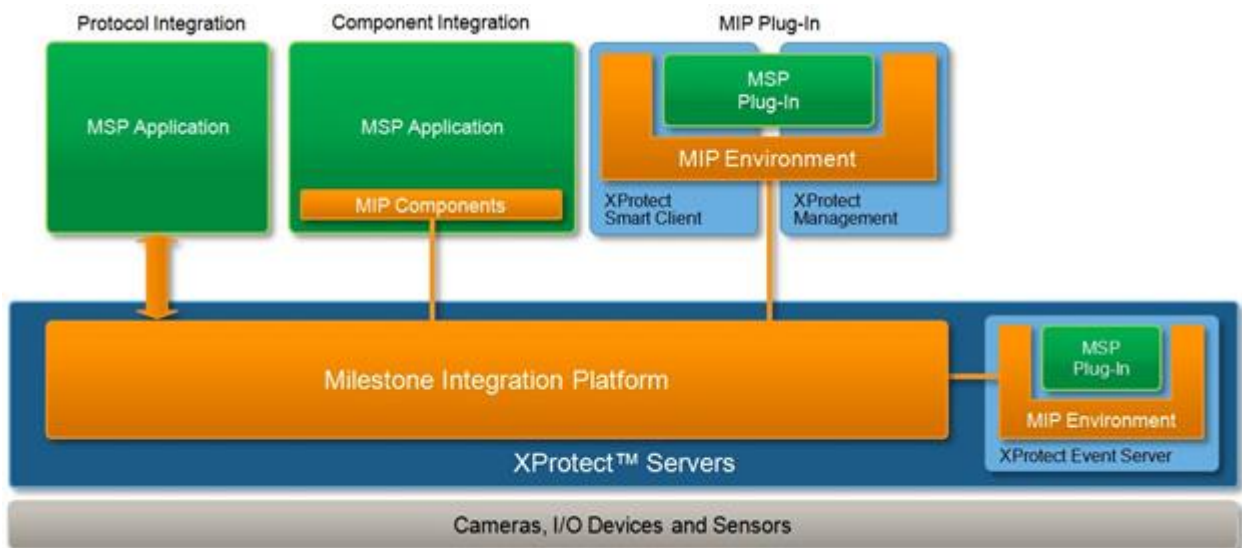 Protocol Integration
Component Integration
MIP Plug-In
MSP Application
MSP Application
MIP Components
MSP
Plug-In
MIP Environment
XProtect
Smart Client
XProtect
Management
Milestone Integration Platform
MSP
Plug-In
MIP Environment
XProtect Event Server
XProtect™ Servers
Cameras, I/O Devices and Sensors